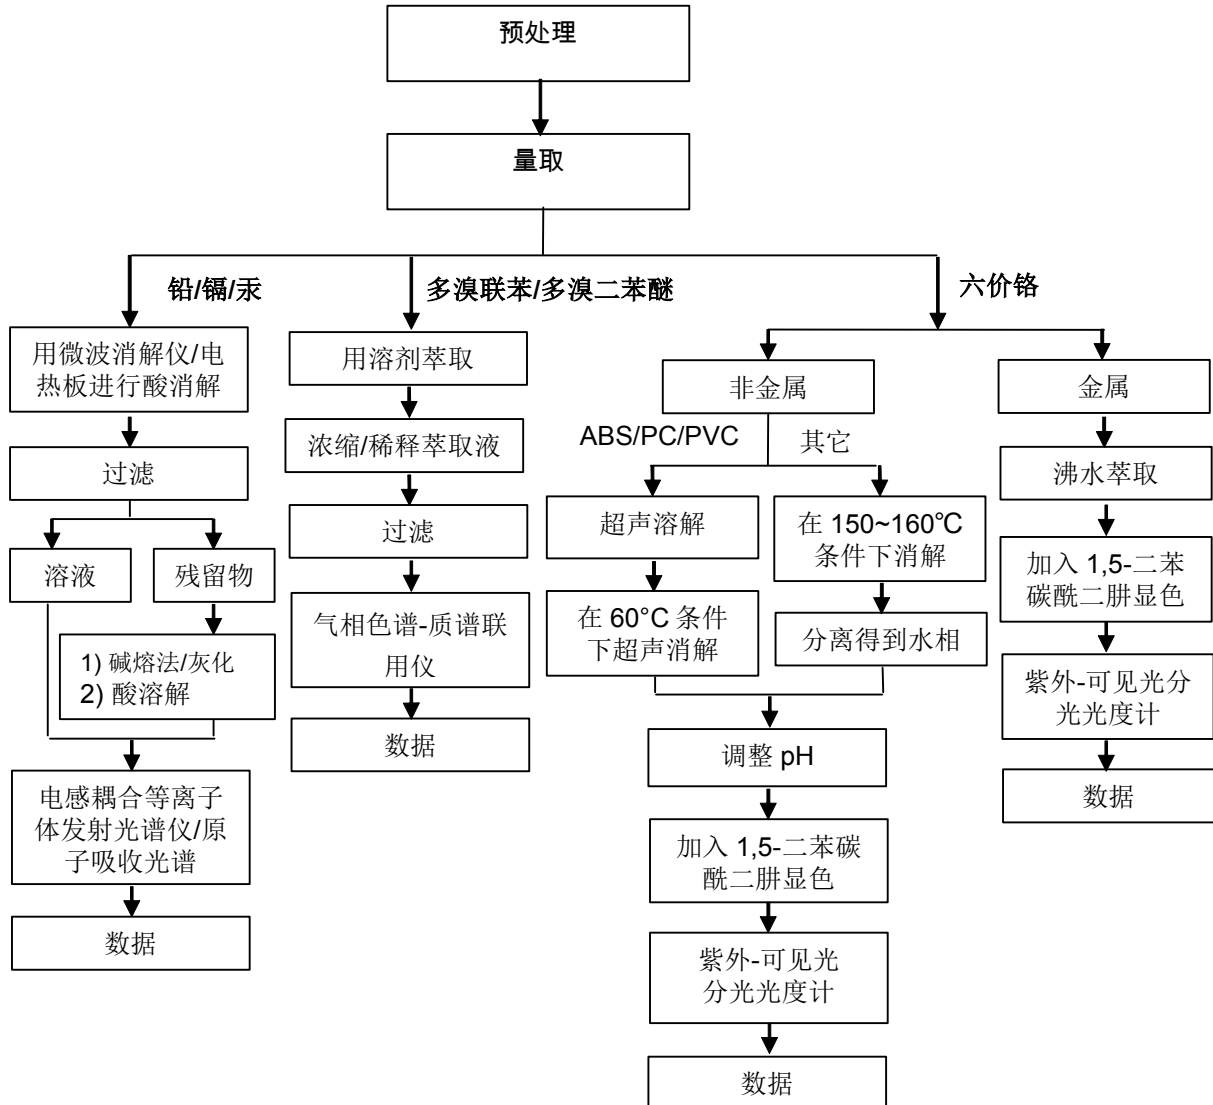 预处理
量取
铅/镉/汞
用微波消解仪/电
热板进行酸消解
过滤
溶液
残留物
1) 碱熔法/灰化
2) 酸溶解
电感耦合等离子
体发射光谱仪/原
子吸收光谱
数据
多溴联苯/多溴二苯醚
用溶剂萃取
浓缩/稀释萃取液
过滤
气相色谱-质谱联
用仪
数据
六价铬
非金属
ABS/PC/PVC
其它
超声溶解
在 60°C 条件
下超声消解
在 150~160℃
条件下消解
分离得到水相
调整 pH
加入 1,5-二苯碳
酰二肼显色
紫外-可见光
分光光度计
数据
金属
沸水萃取
加入 1,5-二苯
碳酰二肼显色
紫外-可见光分
光光度计
数据